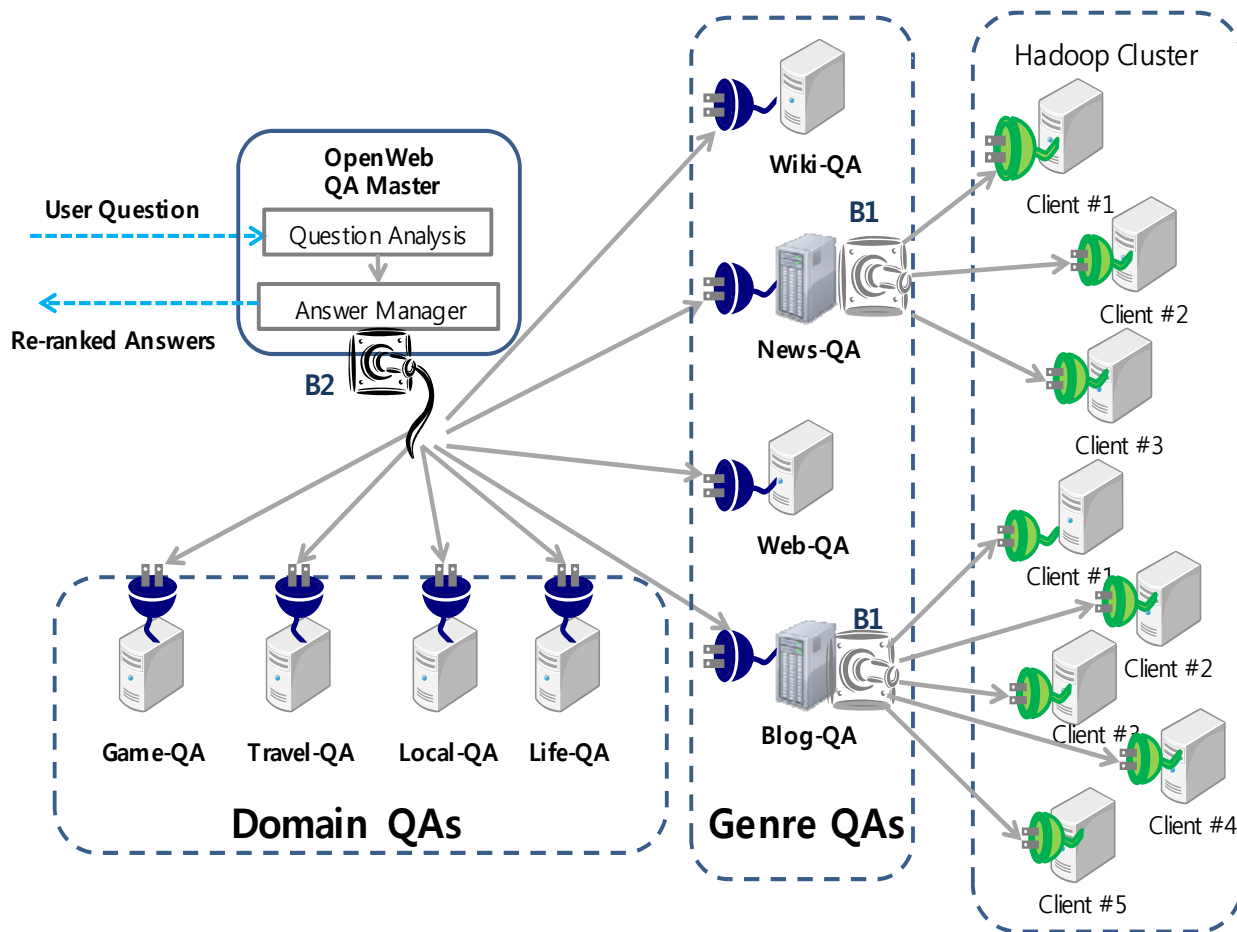 OpenWeb
QA Master
User Question
Question Analysis
Answer Manager
Re-ranked Answers
B2
Wiki-QA
B1
News-QA
Web-QA
B1
Blog-QA
Genre QAs
Game-QA
Travel-QA
Local-QA
Life-QA
Domain QAs
Hadoop Cluster
Client #1
Client #2
Client #3
Client #1
Client #2
Client #3
Client #4
Client #5